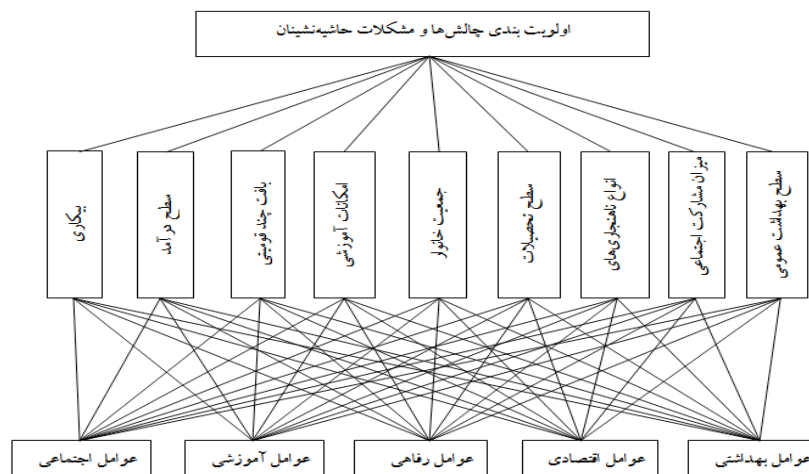 اولویت بندی چالش‌ها و مشکلات حاشیه‌نشینان
سطح بهداشت عمومی
میزان مشارکت اجتماعی
انواع ناهنجاری‌های
سطح تحصیلات
جمعیت خانوار
امکانات آموزشی
بافت چند قومیتی
سطح درآمد
بیکاری
عوامل بهداشتی
عوامل اقتصادی
عوامل رفاهی
عوامل آموزشی
عوامل اجتماعی